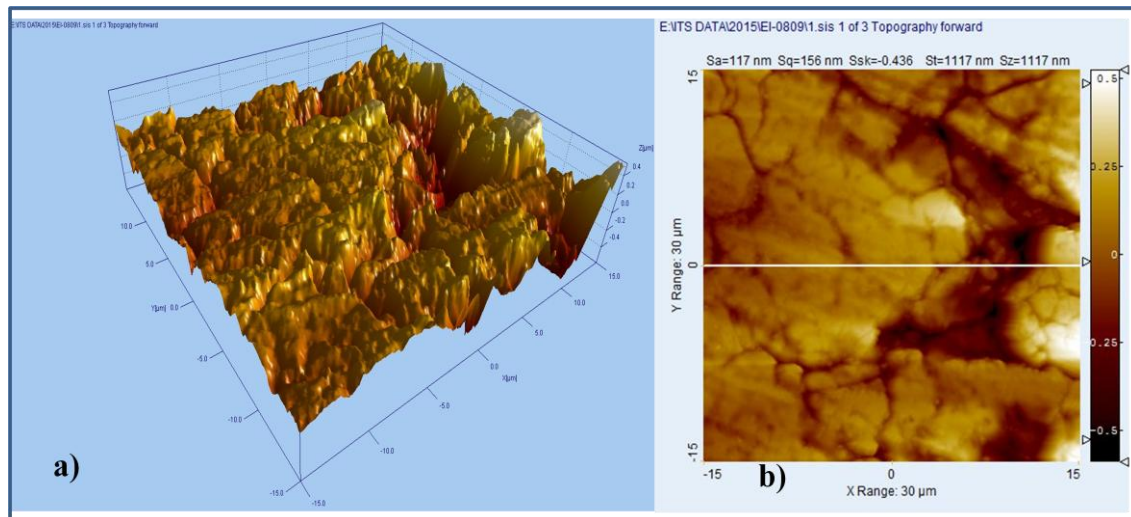 E:\ITS DATA\2015\EI-0809\1.sis 1 of 3 Topography forward
Z[µm]
0.4
0.2
0.0
-0.2
-0.4
15.0
10.0
5.0
0.0
X[µm]
-5.0
-10.0
-15.0
10.0
5.0
Y[µm] 0.0
-5.0
-10.0
-15.0
a)
E:\ITS DATA\2015\EI-0809\1.sis 1 of 3 Topography forward
Sa=117 nm Sq=156 nm Ssk=-0.436 St=1117 nm Sz=1117 nm
15
0
-15
Y Range: 30 µm
-15 0 15
X Range: 30 µm
0.5
0.25
0
0.25
0.5
b)